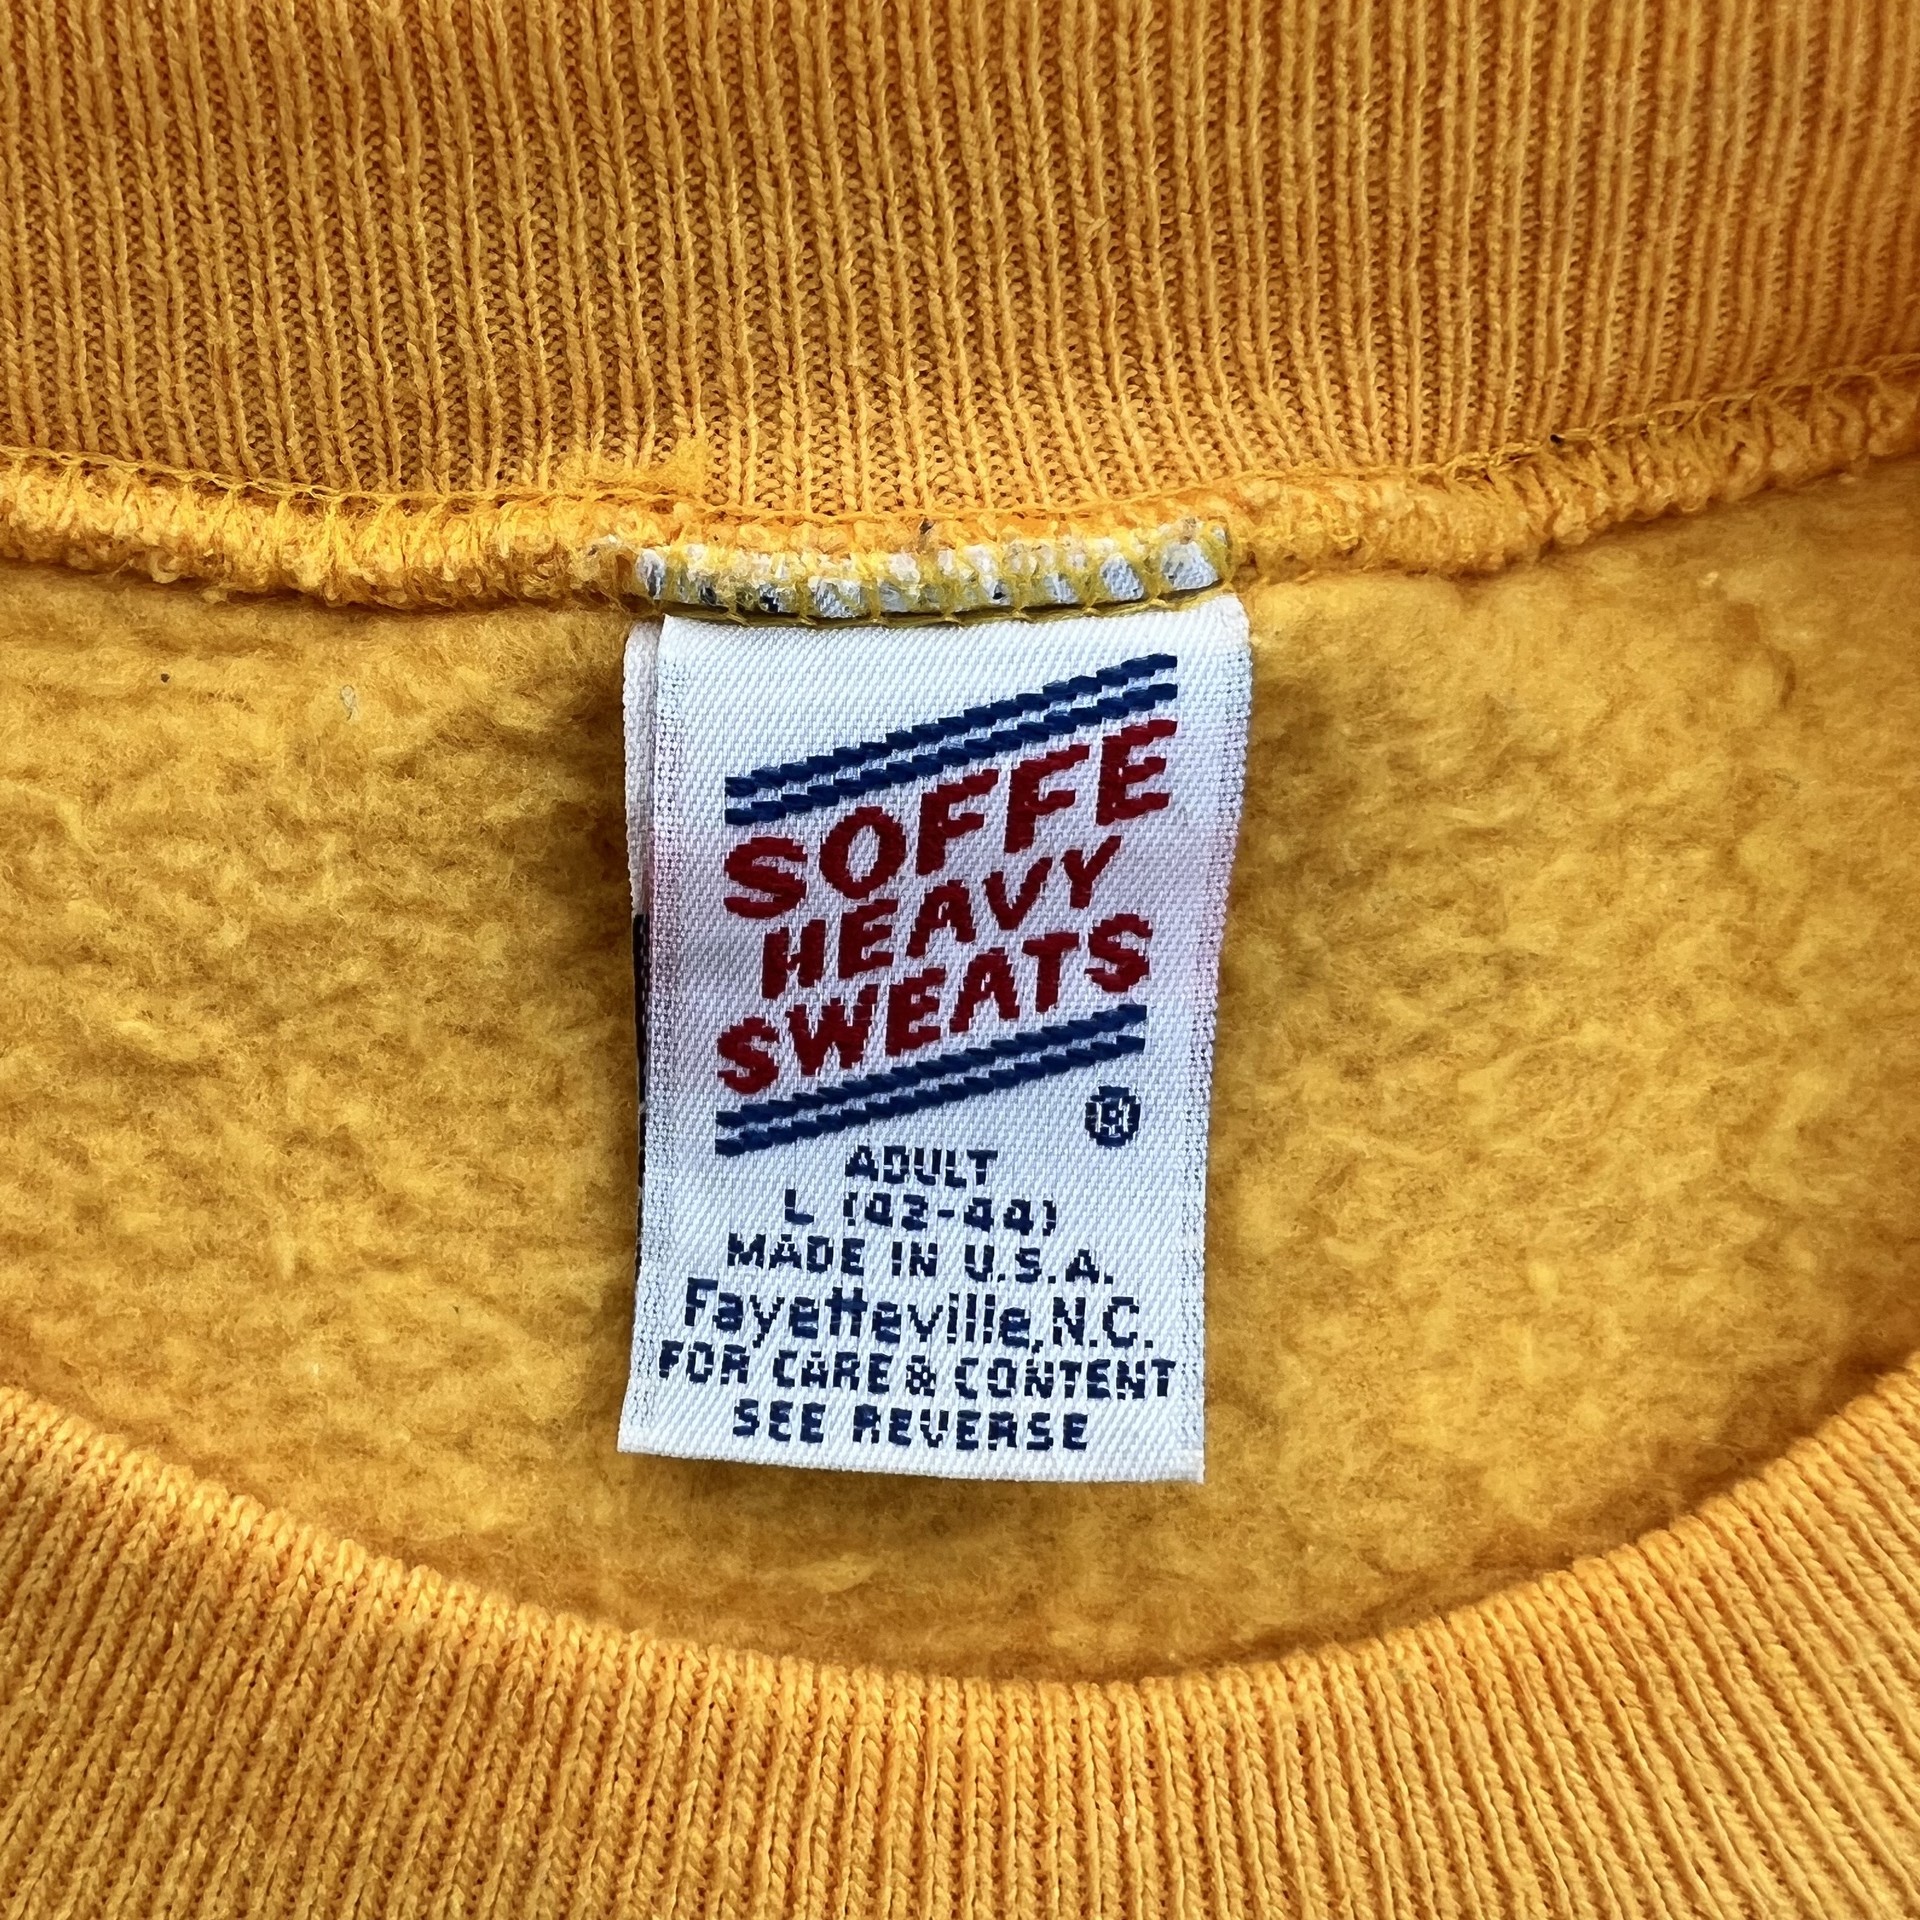 SOFFE
HEAVY
SWEATS
®
ADULT
L (42-44)
MADE IN U.S.A.
Fayetteville, N.C.
FOR CARE & CONTENT
SEE REVERSE